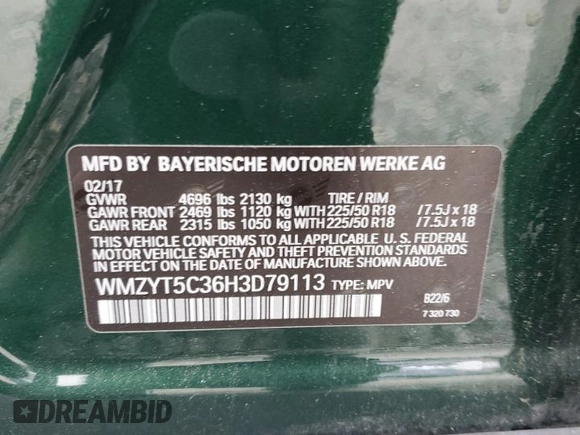 MFD BY BAYERISCHE MOTOREN WERKE AG
02/17
GVWR 4696 lbs 2130 kg TIRE / RIM
GAWR FRONT 2469 lbs 1120 kg WITH 225/50 R18 / 7.5J x 18
GAWR REAR 2315 lbs 1050 kg WITH 225/50 R18 / 7.5J x 18
THIS VEHICLE CONFORMS TO ALL APPLICABLE U. S. FEDERAL
MOTOR VEHICLE SAFETY AND THEFT PREVENTION STANDARDS
IN EFFECT ON THE DATE OF MANUFACTURE SHOWN ABOVE.
WMZYT5C36H3D79113 TYPE: MPV
B22/6
7 320 730
DREAMBID